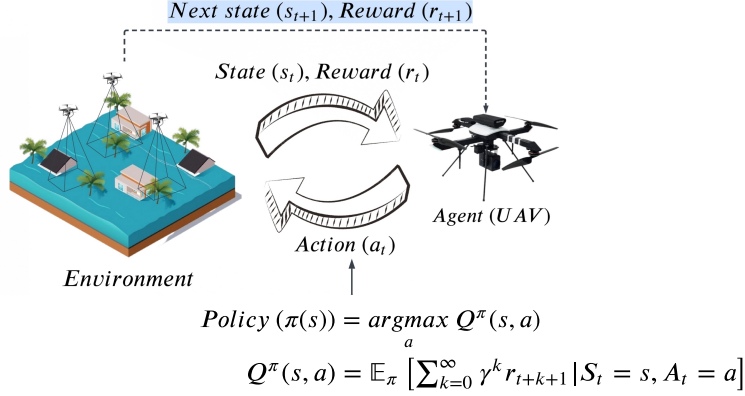 Next state (s_{t+1}), Reward (r_{t+1})
State (s_t), Reward (r_t)
Agent (UAV)
Action (a_t)
Environment
Policy (π(s)) = argmax_a Q^π(s, a)
Q^π(s, a) = 𝔼_π [∑_{k=0}^{∞} γ^k r_{t+k+1} | S_t = s, A_t = a]